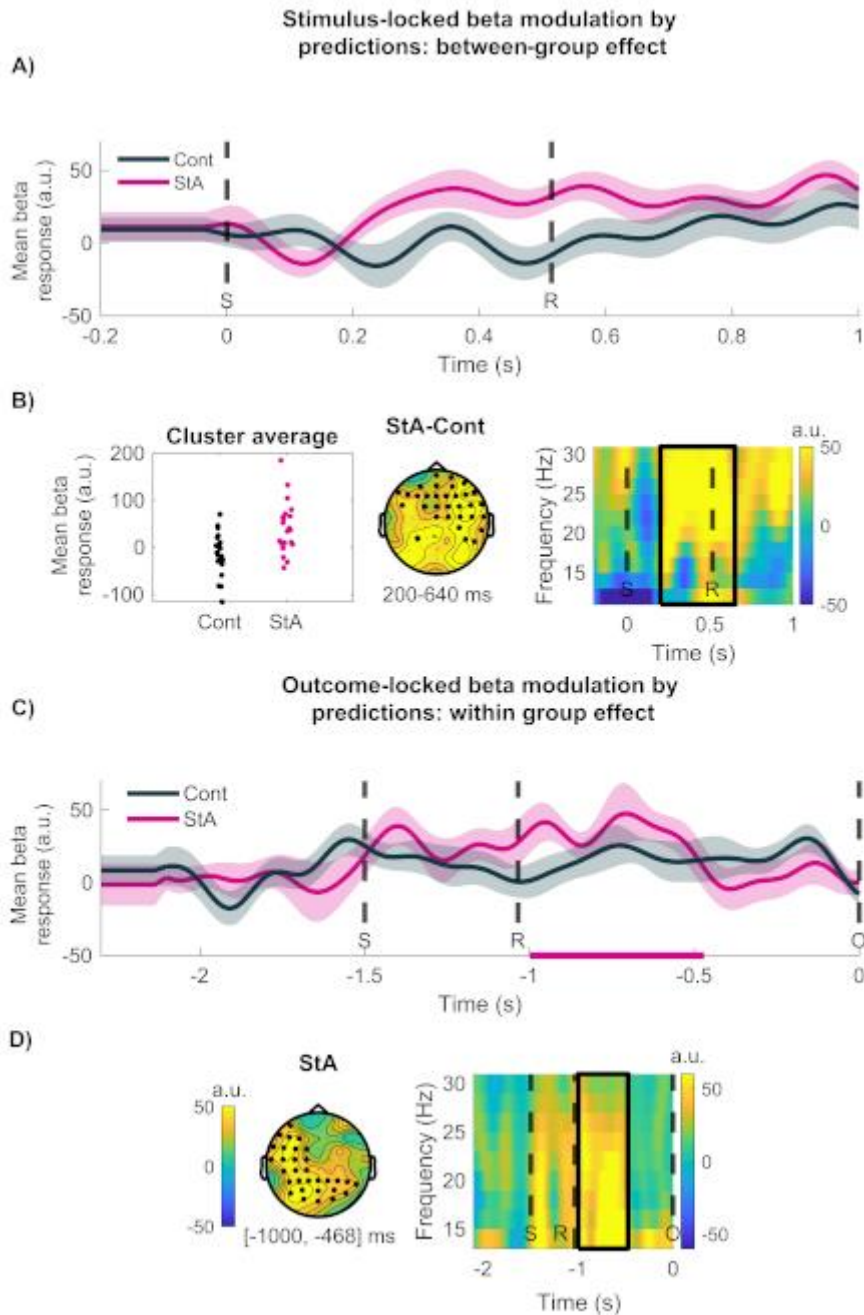 Stimulus-locked beta modulation by
predictions: between-group effect
A)
Mean beta
response (a.u.)
50
0
-50
Cont
StA
S
R
-0.2
0
0.2
0.4
0.6
0.8
1
Time (s)
B)
Cluster average
Mean beta
response (a.u.)
200
100
0
-100
Cont
StA
StA-Cont
200-640 ms
Frequency (Hz)
30
25
20
15
S
R
0
0.5
1
Time (s)
a.u.
50
0
-50
Outcome-locked beta modulation by
predictions: within group effect
C)
Mean beta
response (a.u.)
50
0
-50
Cont
StA
S
R
O
-2
-1.5
-1
-0.5
0
Time (s)
D)
StA
a.u.
50
0
-50
[-1000, -468] ms
Frequency (Hz)
30
25
20
15
S
R
O
-2
-1
0
Time (s)
a.u.
50
0
-50